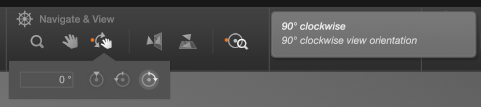 Navigate & View
90° clockwise
90° clockwise view orientation
0 °